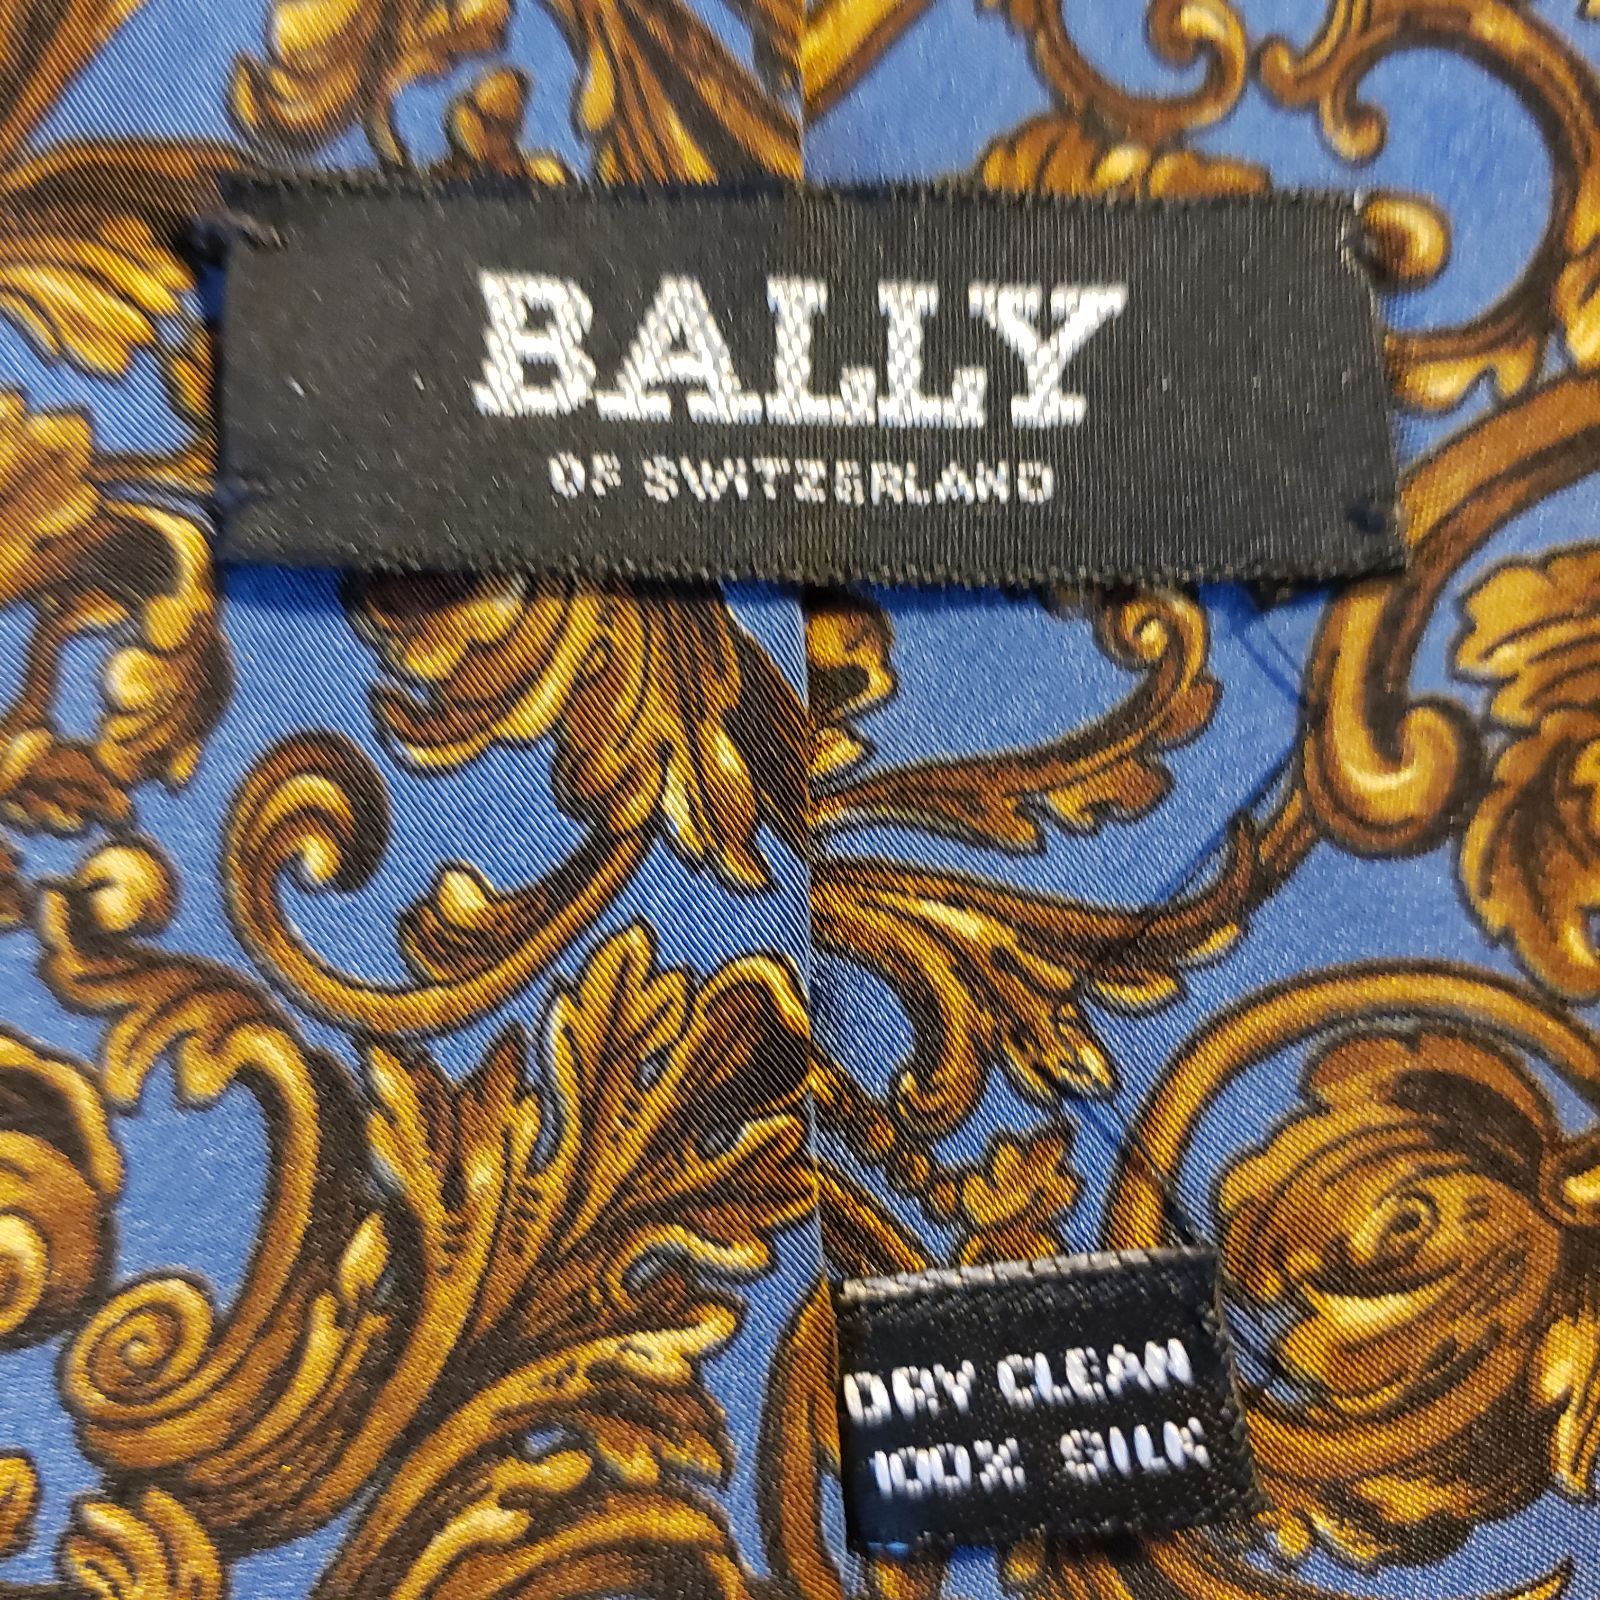 BALLY
OF SWITZERLAND
DRY CLEAN
100% SILK